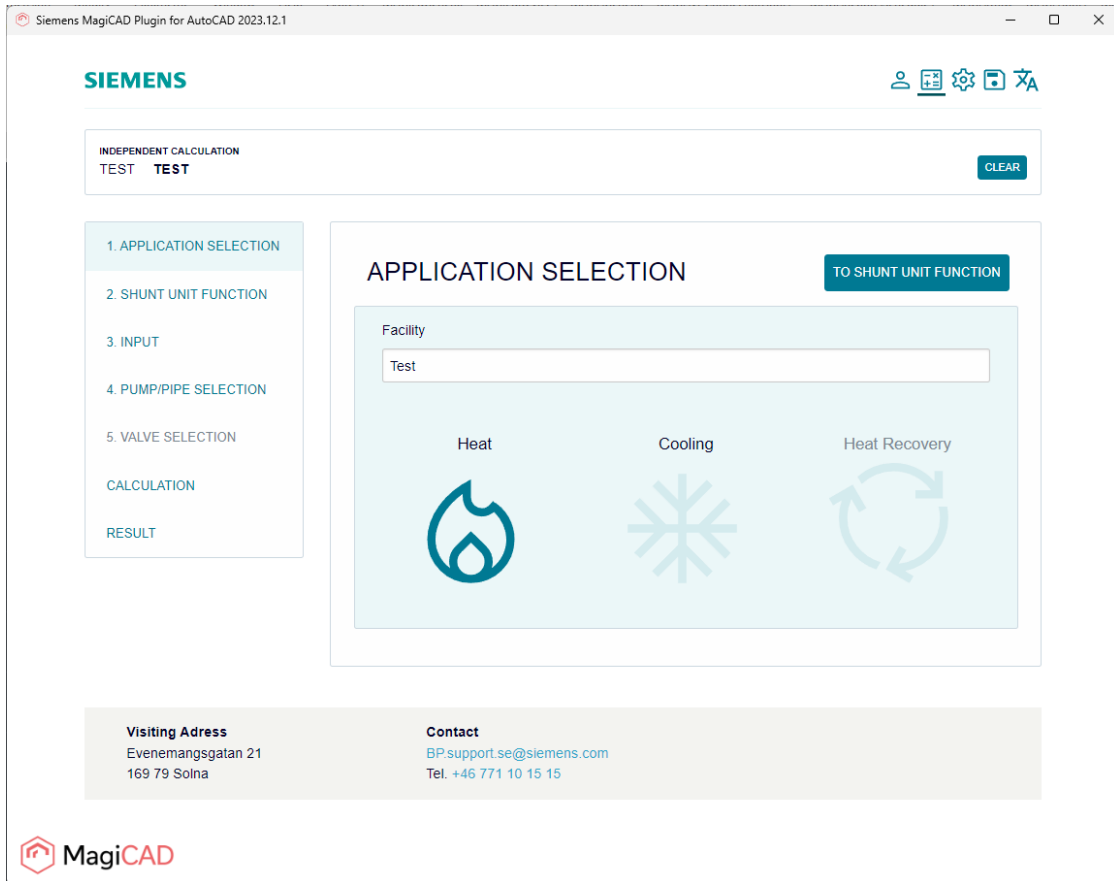 Siemens MagiCAD Plugin for AutoCAD 2023.12.1
SIEMENS
INDEPENDENT CALCULATION
TEST TEST
CLEAR
1. APPLICATION SELECTION
2. SHUNT UNIT FUNCTION
3. INPUT
4. PUMP/PIPE SELECTION
5. VALVE SELECTION
CALCULATION
RESULT
APPLICATION SELECTION
TO SHUNT UNIT FUNCTION
Facility
Test
Heat
Cooling
Heat Recovery
Visiting Adress
Evenemangsgatan 21
169 79 Solna
Contact
BP.support.se@siemens.com
Tel. +46 771 10 15 15
MagiCAD